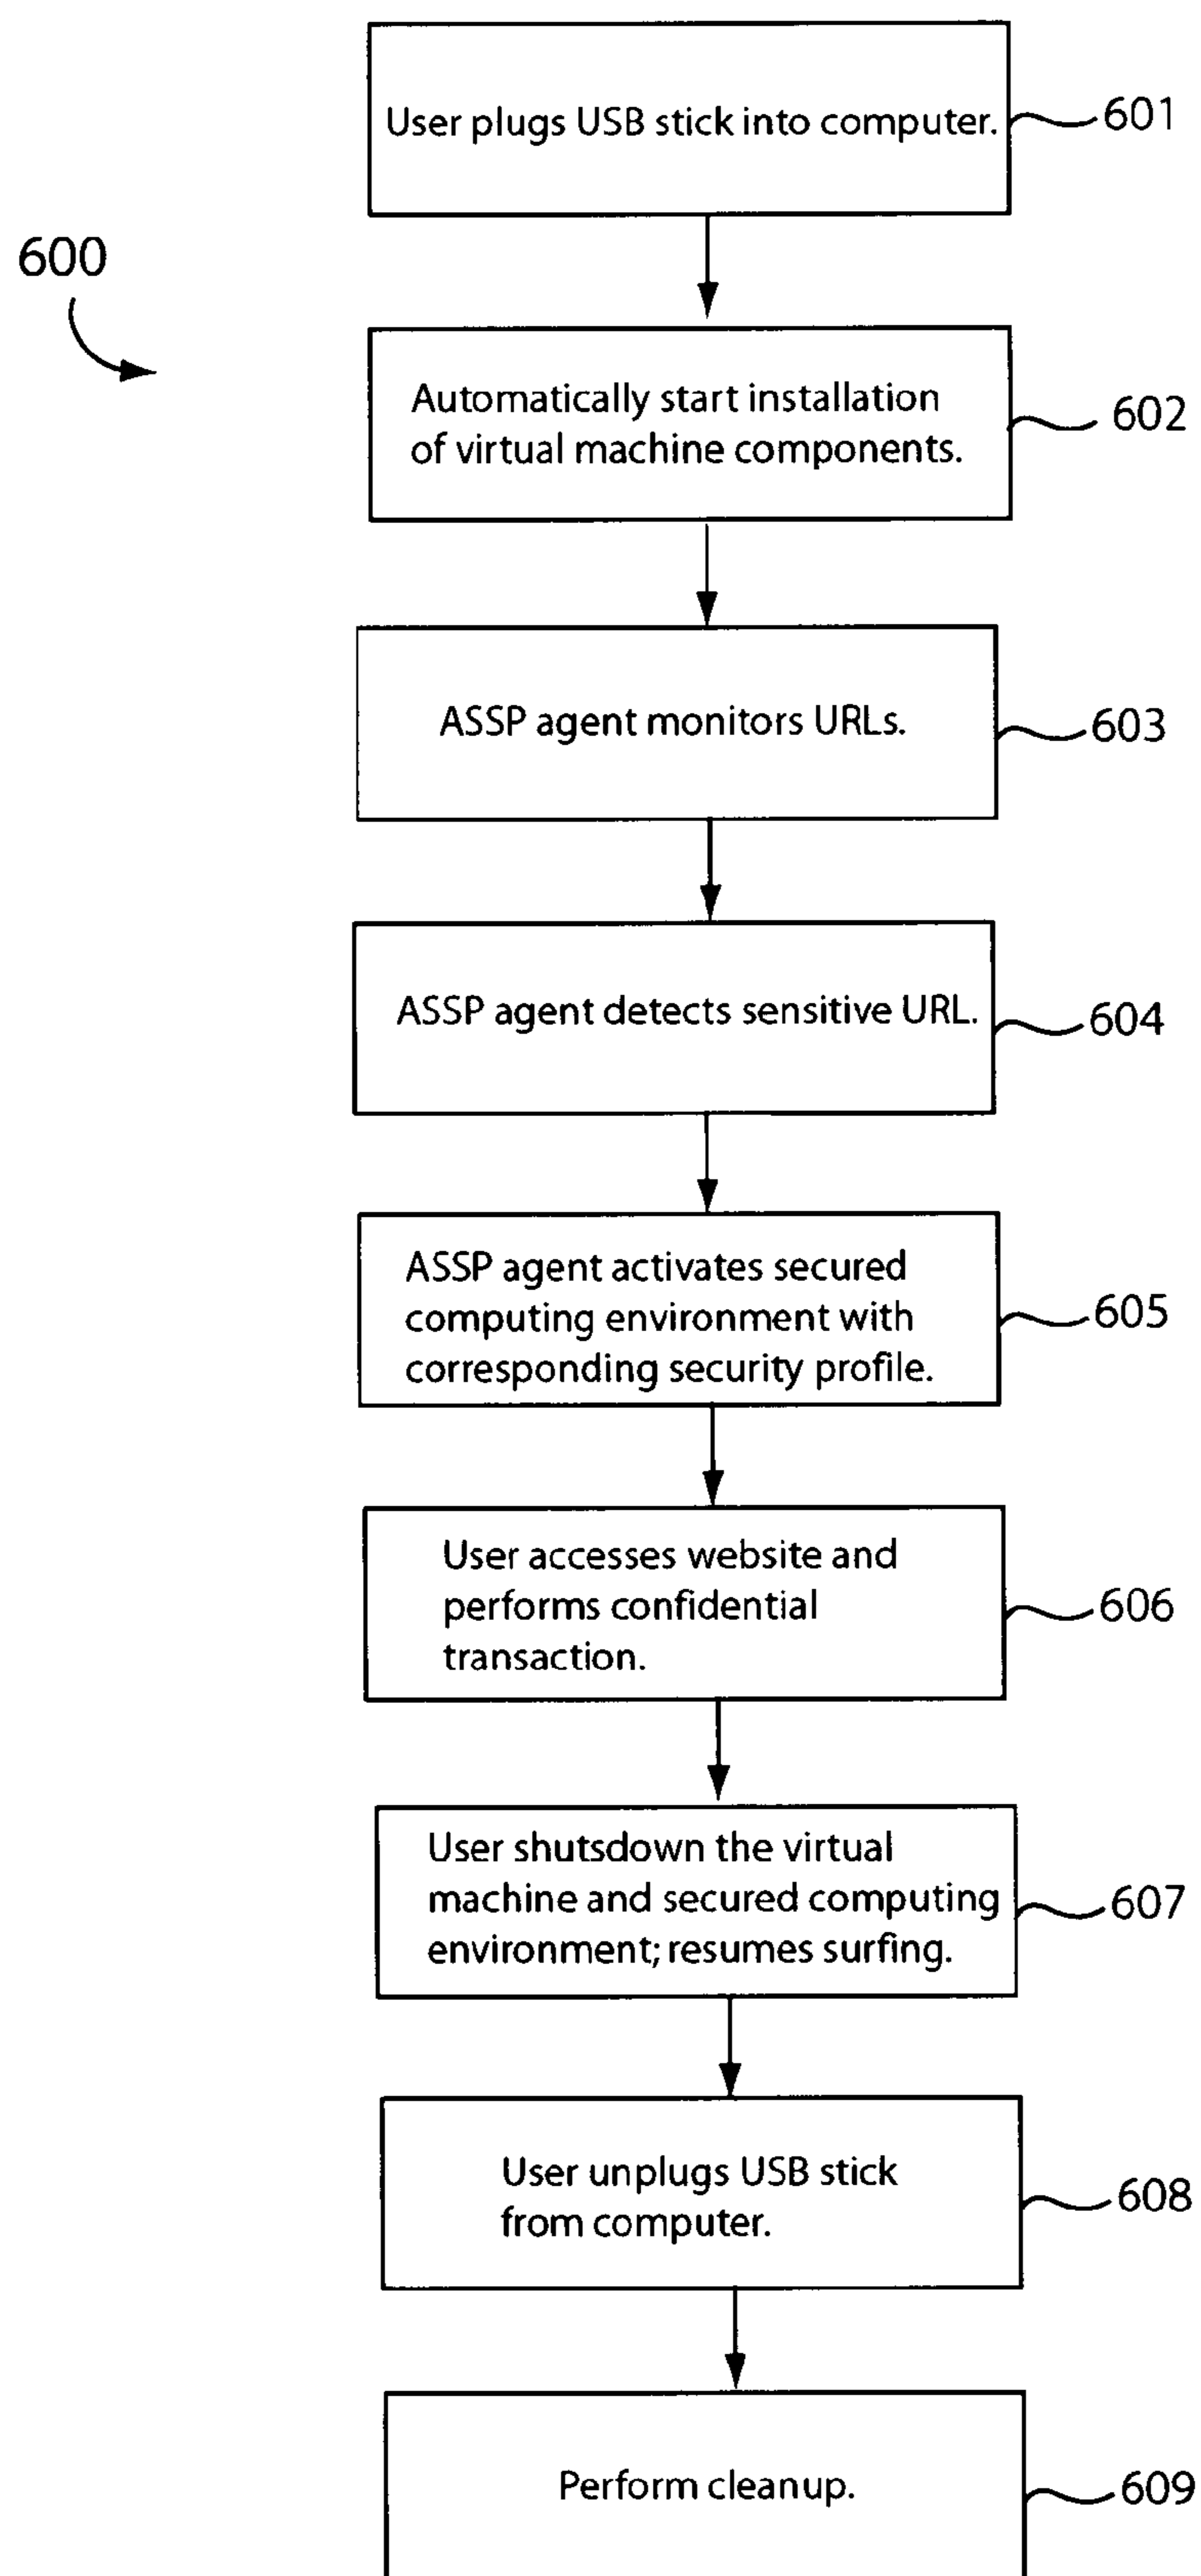 User plugs USB stick into computer.
601
600
Automatically start installation
of virtual machine components.
602
ASSP agent monitors URLs.
603
ASSP agent detects sensitive URL.
604
ASSP agent activates secured
computing environment with
corresponding security profile.
605
User accesses website and
performs confidential
transaction.
606
User shutsdown the virtual
machine and secured computing
environment; resumes surfing.
607
User unplugs USB stick
from computer.
608
Perform cleanup.
609